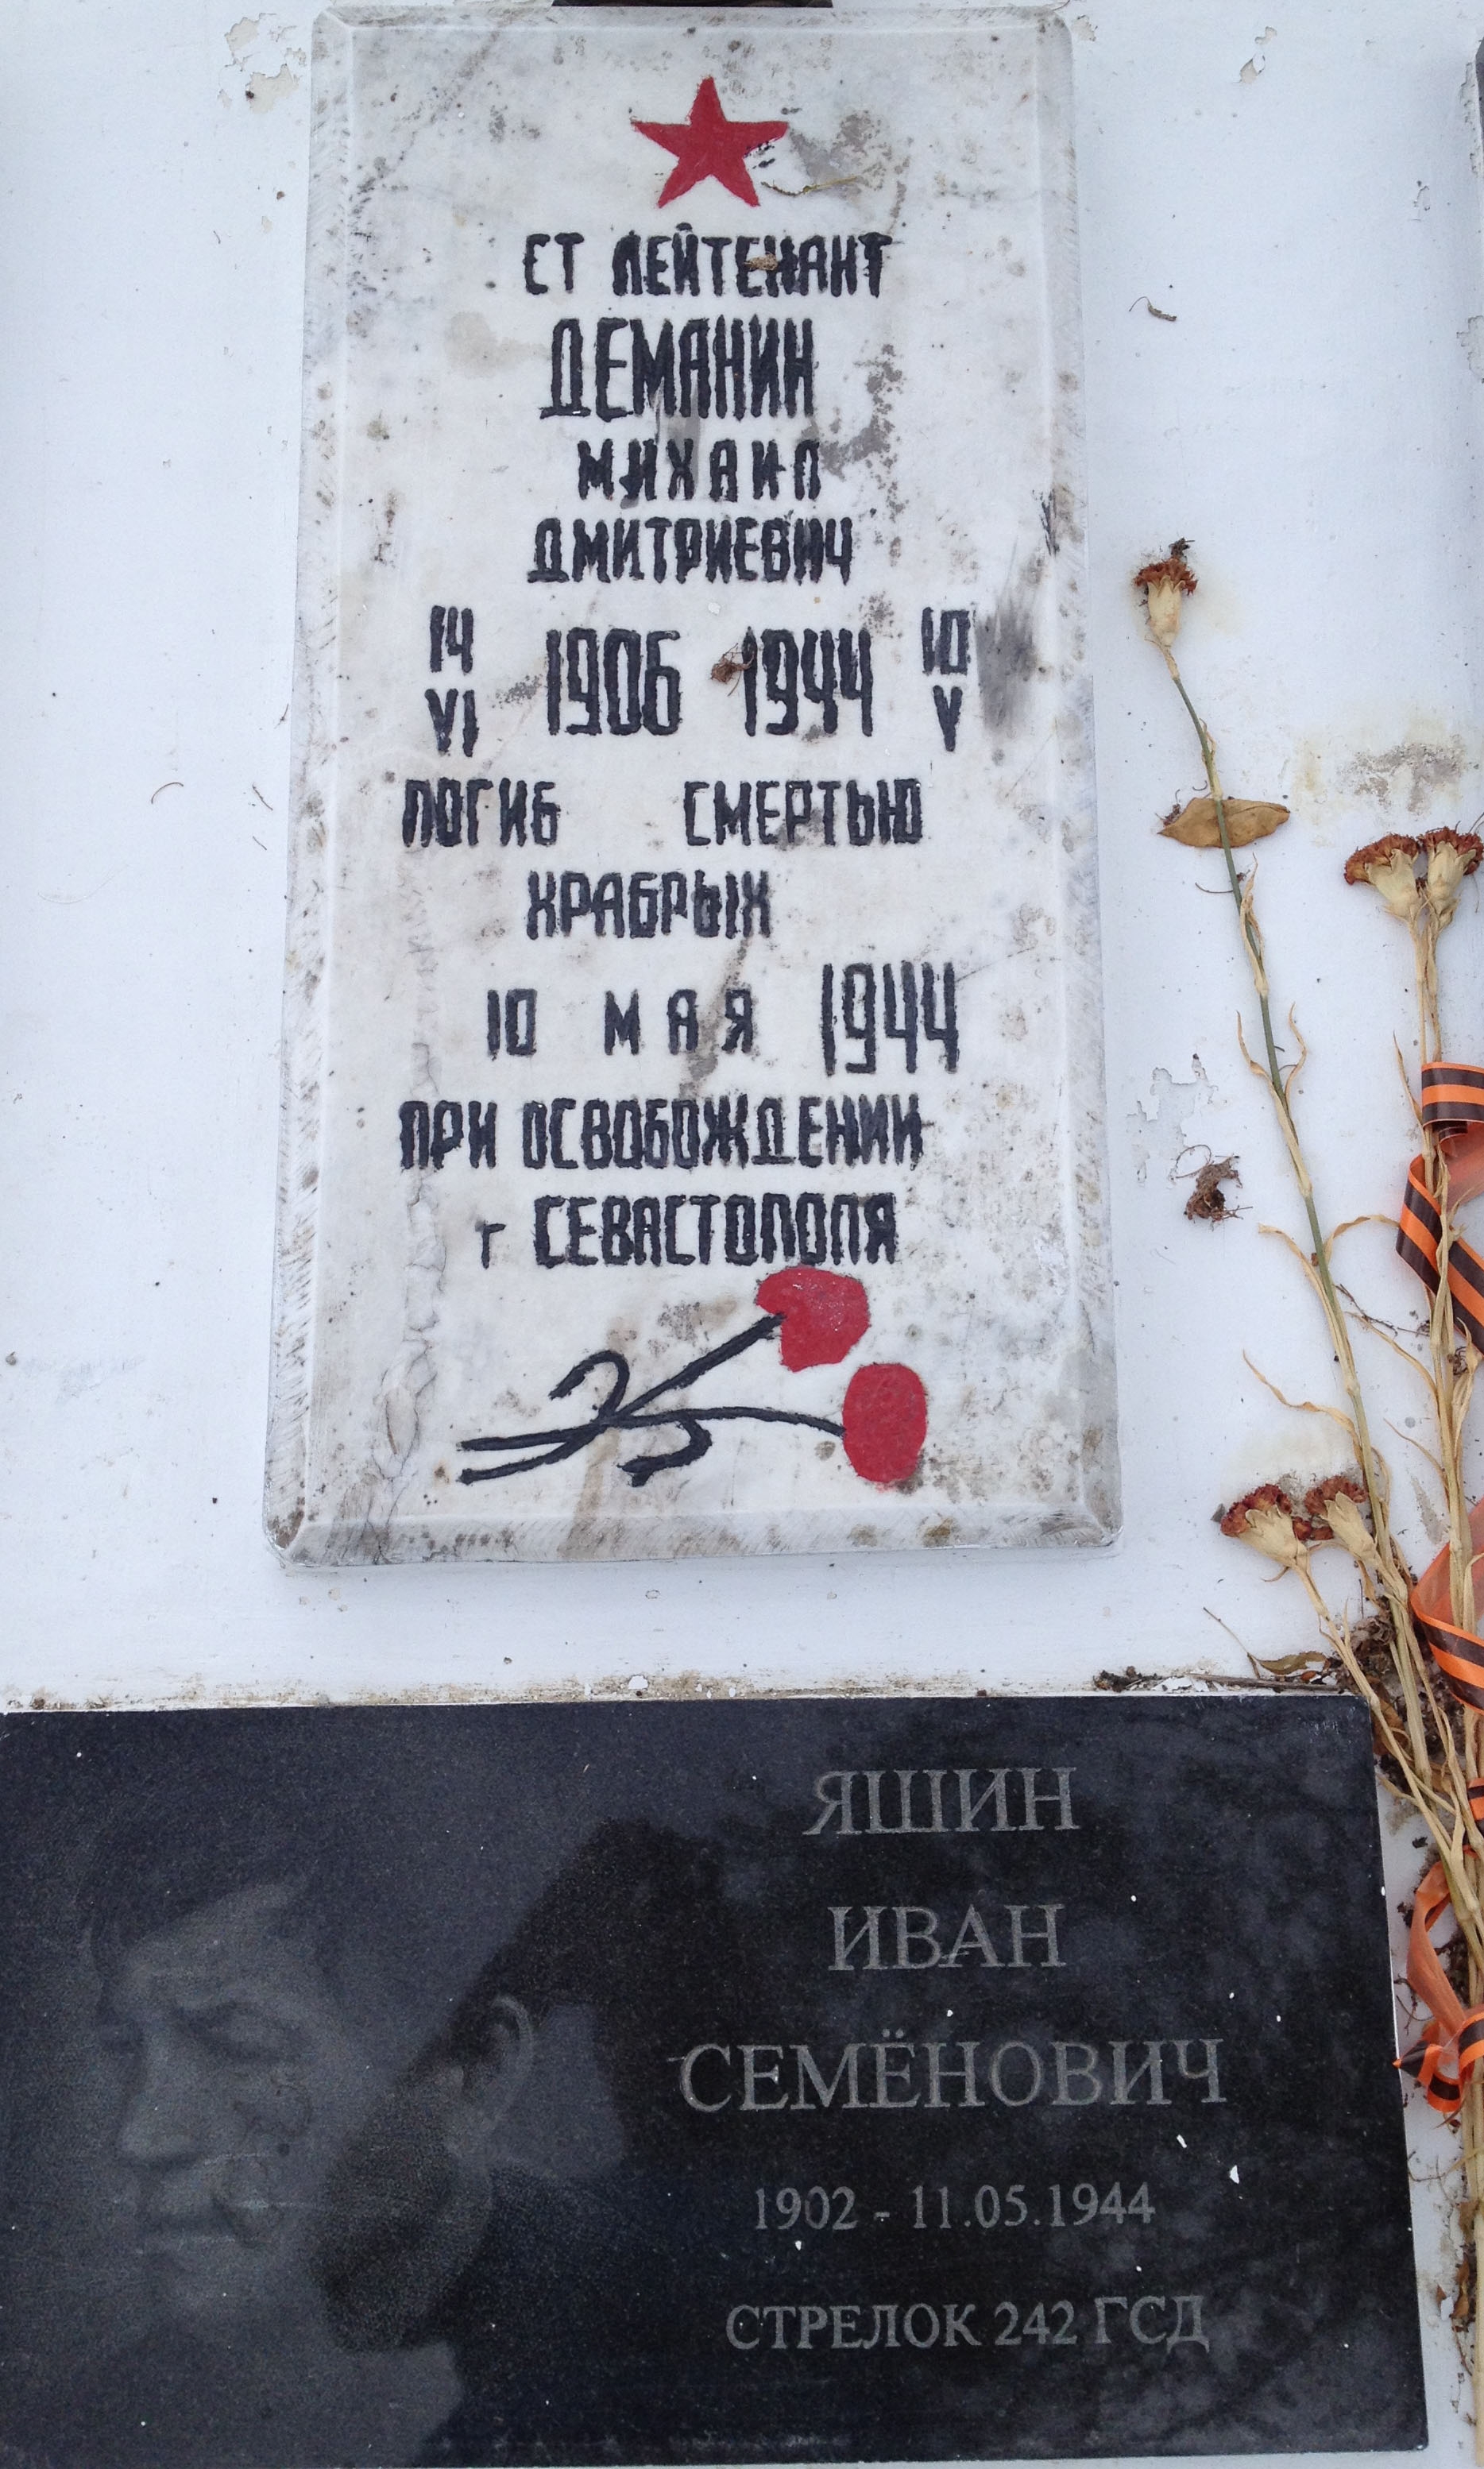 СТ ЛЕЙТЕНАНТ
ДЕМАНИН
МИХАИЛ
ДМИТРИЕВИЧ
14 VI 1906 1944 10 V
ПОГИБ СМЕРТЬЮ
ХРАБРЫХ
10 МАЯ 1944
ПРИ ОСВОБОЖДЕНИИ
г СЕВАСТОПОЛЯ
ЯШИН
ИВАН
СЕМЁНОВИЧ
1902 - 11.05.1944
СТРЕЛОК 242 ГСД